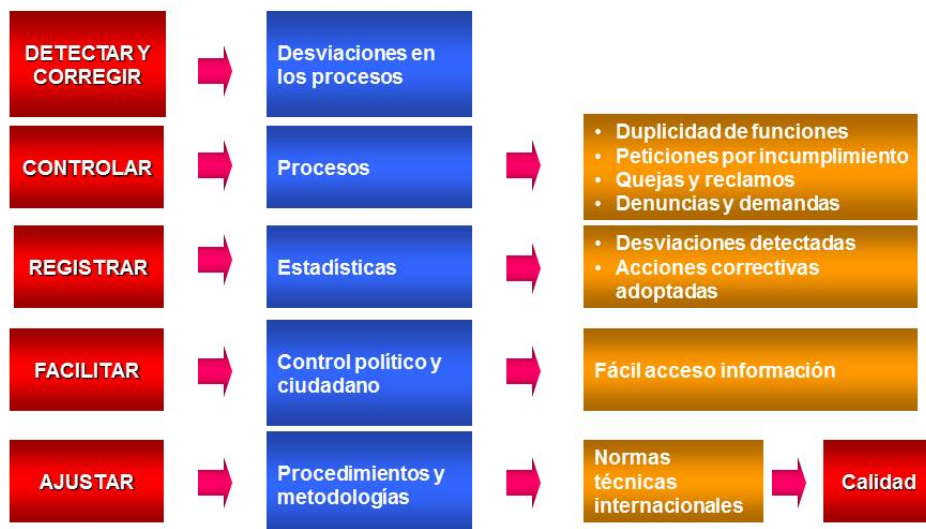 DETECTAR Y
CORREGIR
Desviaciones en
los procesos
CONTROLAR
Procesos
• Duplicidad de funciones
• Peticiones por incumplimiento
• Quejas y reclamos
• Denuncias y demandas
REGISTRAR
Estadísticas
• Desviaciones detectadas
• Acciones correctivas
adoptadas
FACILITAR
Control político y
ciudadano
Fácil acceso información
AJUSTAR
Procedimientos y
metodologías
Normas
técnicas
internacionales
Calidad